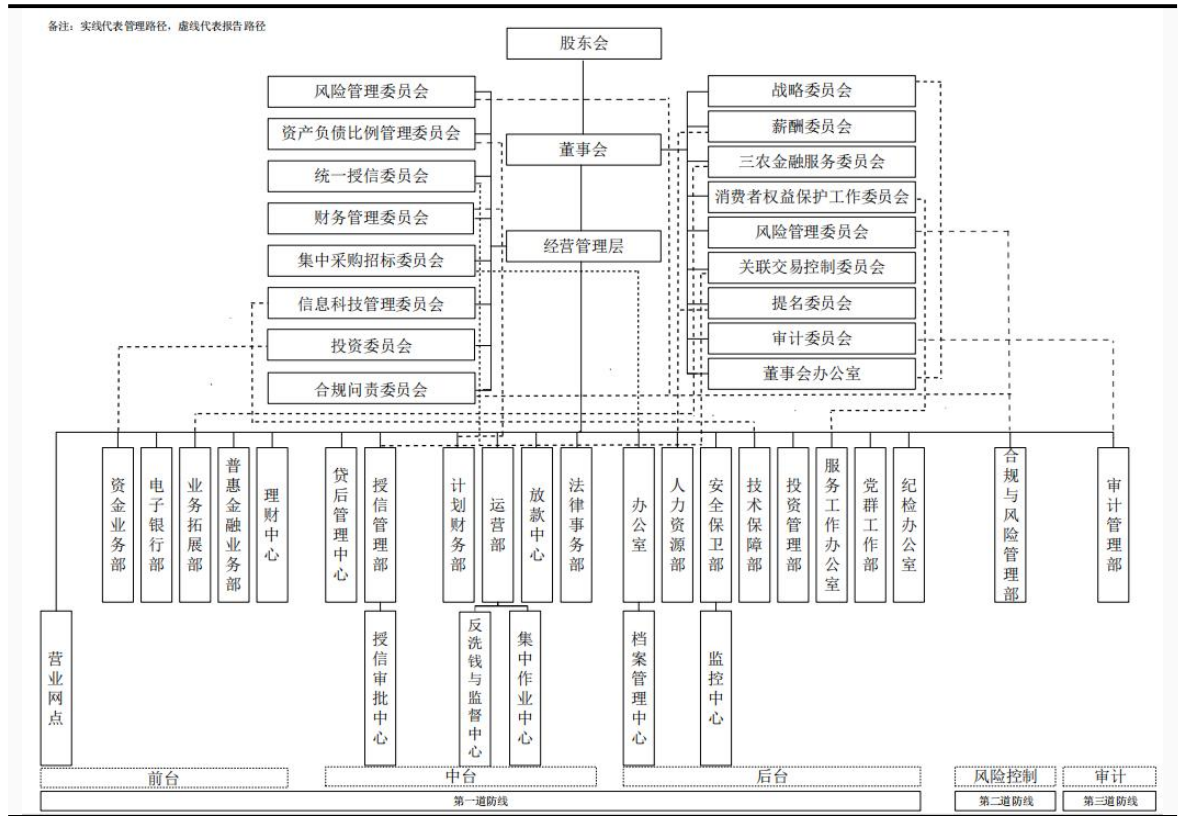 备注：实线代表管理路径，虚线代表报告路径
股东会
风险管理委员会
资产负债比例管理委员会
统一授信委员会
财务管理委员会
集中采购招标委员会
信息科技管理委员会
投资委员会
合规问责委员会
董事会
经营管理层
战略委员会
薪酬委员会
三农金融服务委员会
消费者权益保护工作委员会
风险管理委员会
关联交易控制委员会
提名委员会
审计委员会
董事会办公室
资金业务部
电子银行部
业务拓展部
普惠金融业务部
理财中心
贷后管理中心
授信管理部
计划财务部
运营部
放款中心
法律事务部
办公室
人力资源部
安全保卫部
技术保障部
投资管理部
服务工作办公室
党群工作部
纪检办公室
合规与风险管理部
审计管理部
营业网点
授信审批中心
反洗钱与监督中心
集中作业中心
档案管理中心
监控中心
前台
中台
后台
风险控制
审计
第一道防线
第二道防线
第三道防线